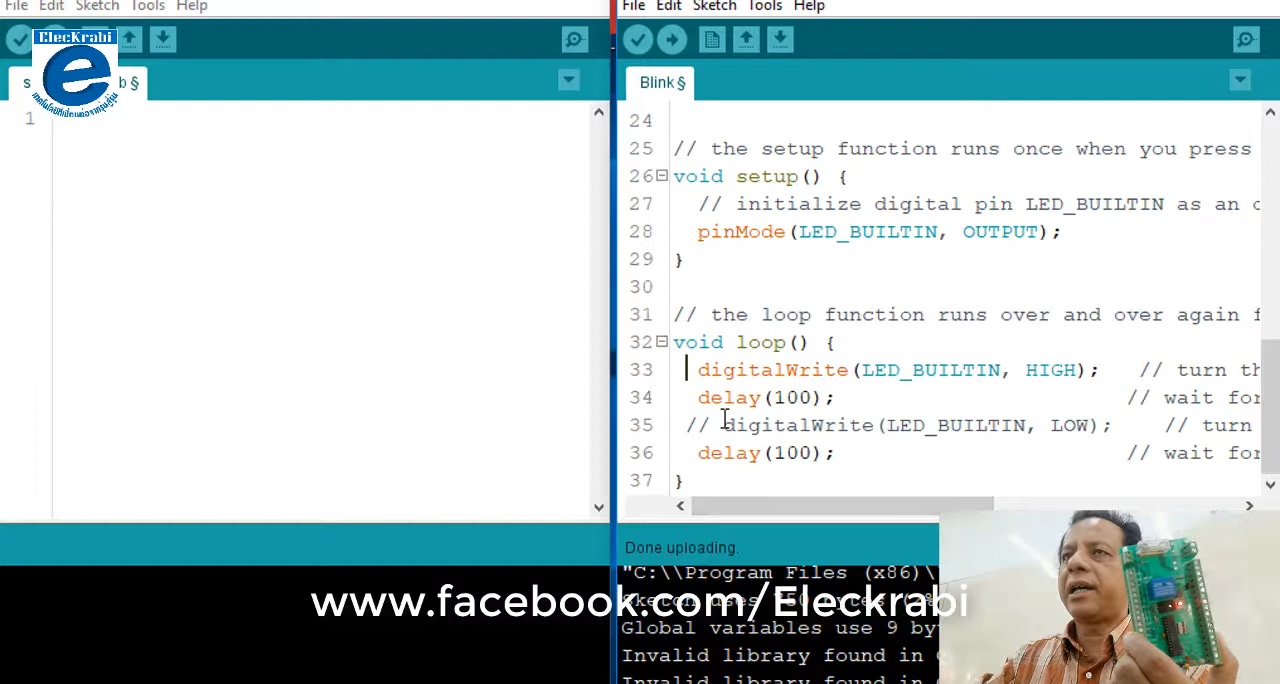 File Edit Sketch Tools Help
File Edit Sketch Tools Help
ElecKrabi
e
s b §
Blink §
1
24
25 // the setup function runs once when you press
26 void setup() {
27 // initialize digital pin LED_BUILTIN as an
28 pinMode(LED_BUILTIN, OUTPUT);
29 }
30
31 // the loop function runs over and over again f
32 void loop() {
33 digitalWrite(LED_BUILTIN, HIGH); // turn th
34 delay(100); // wait for
35 // digitalWrite(LED_BUILTIN, LOW); // turn
36 delay(100); // wait for
37 }
Done uploading.
"C:\\Program Files (x86)\
www.facebook.com/Eleckrabi
Global variables use 9 by
Invalid library found in
Invalid library found in